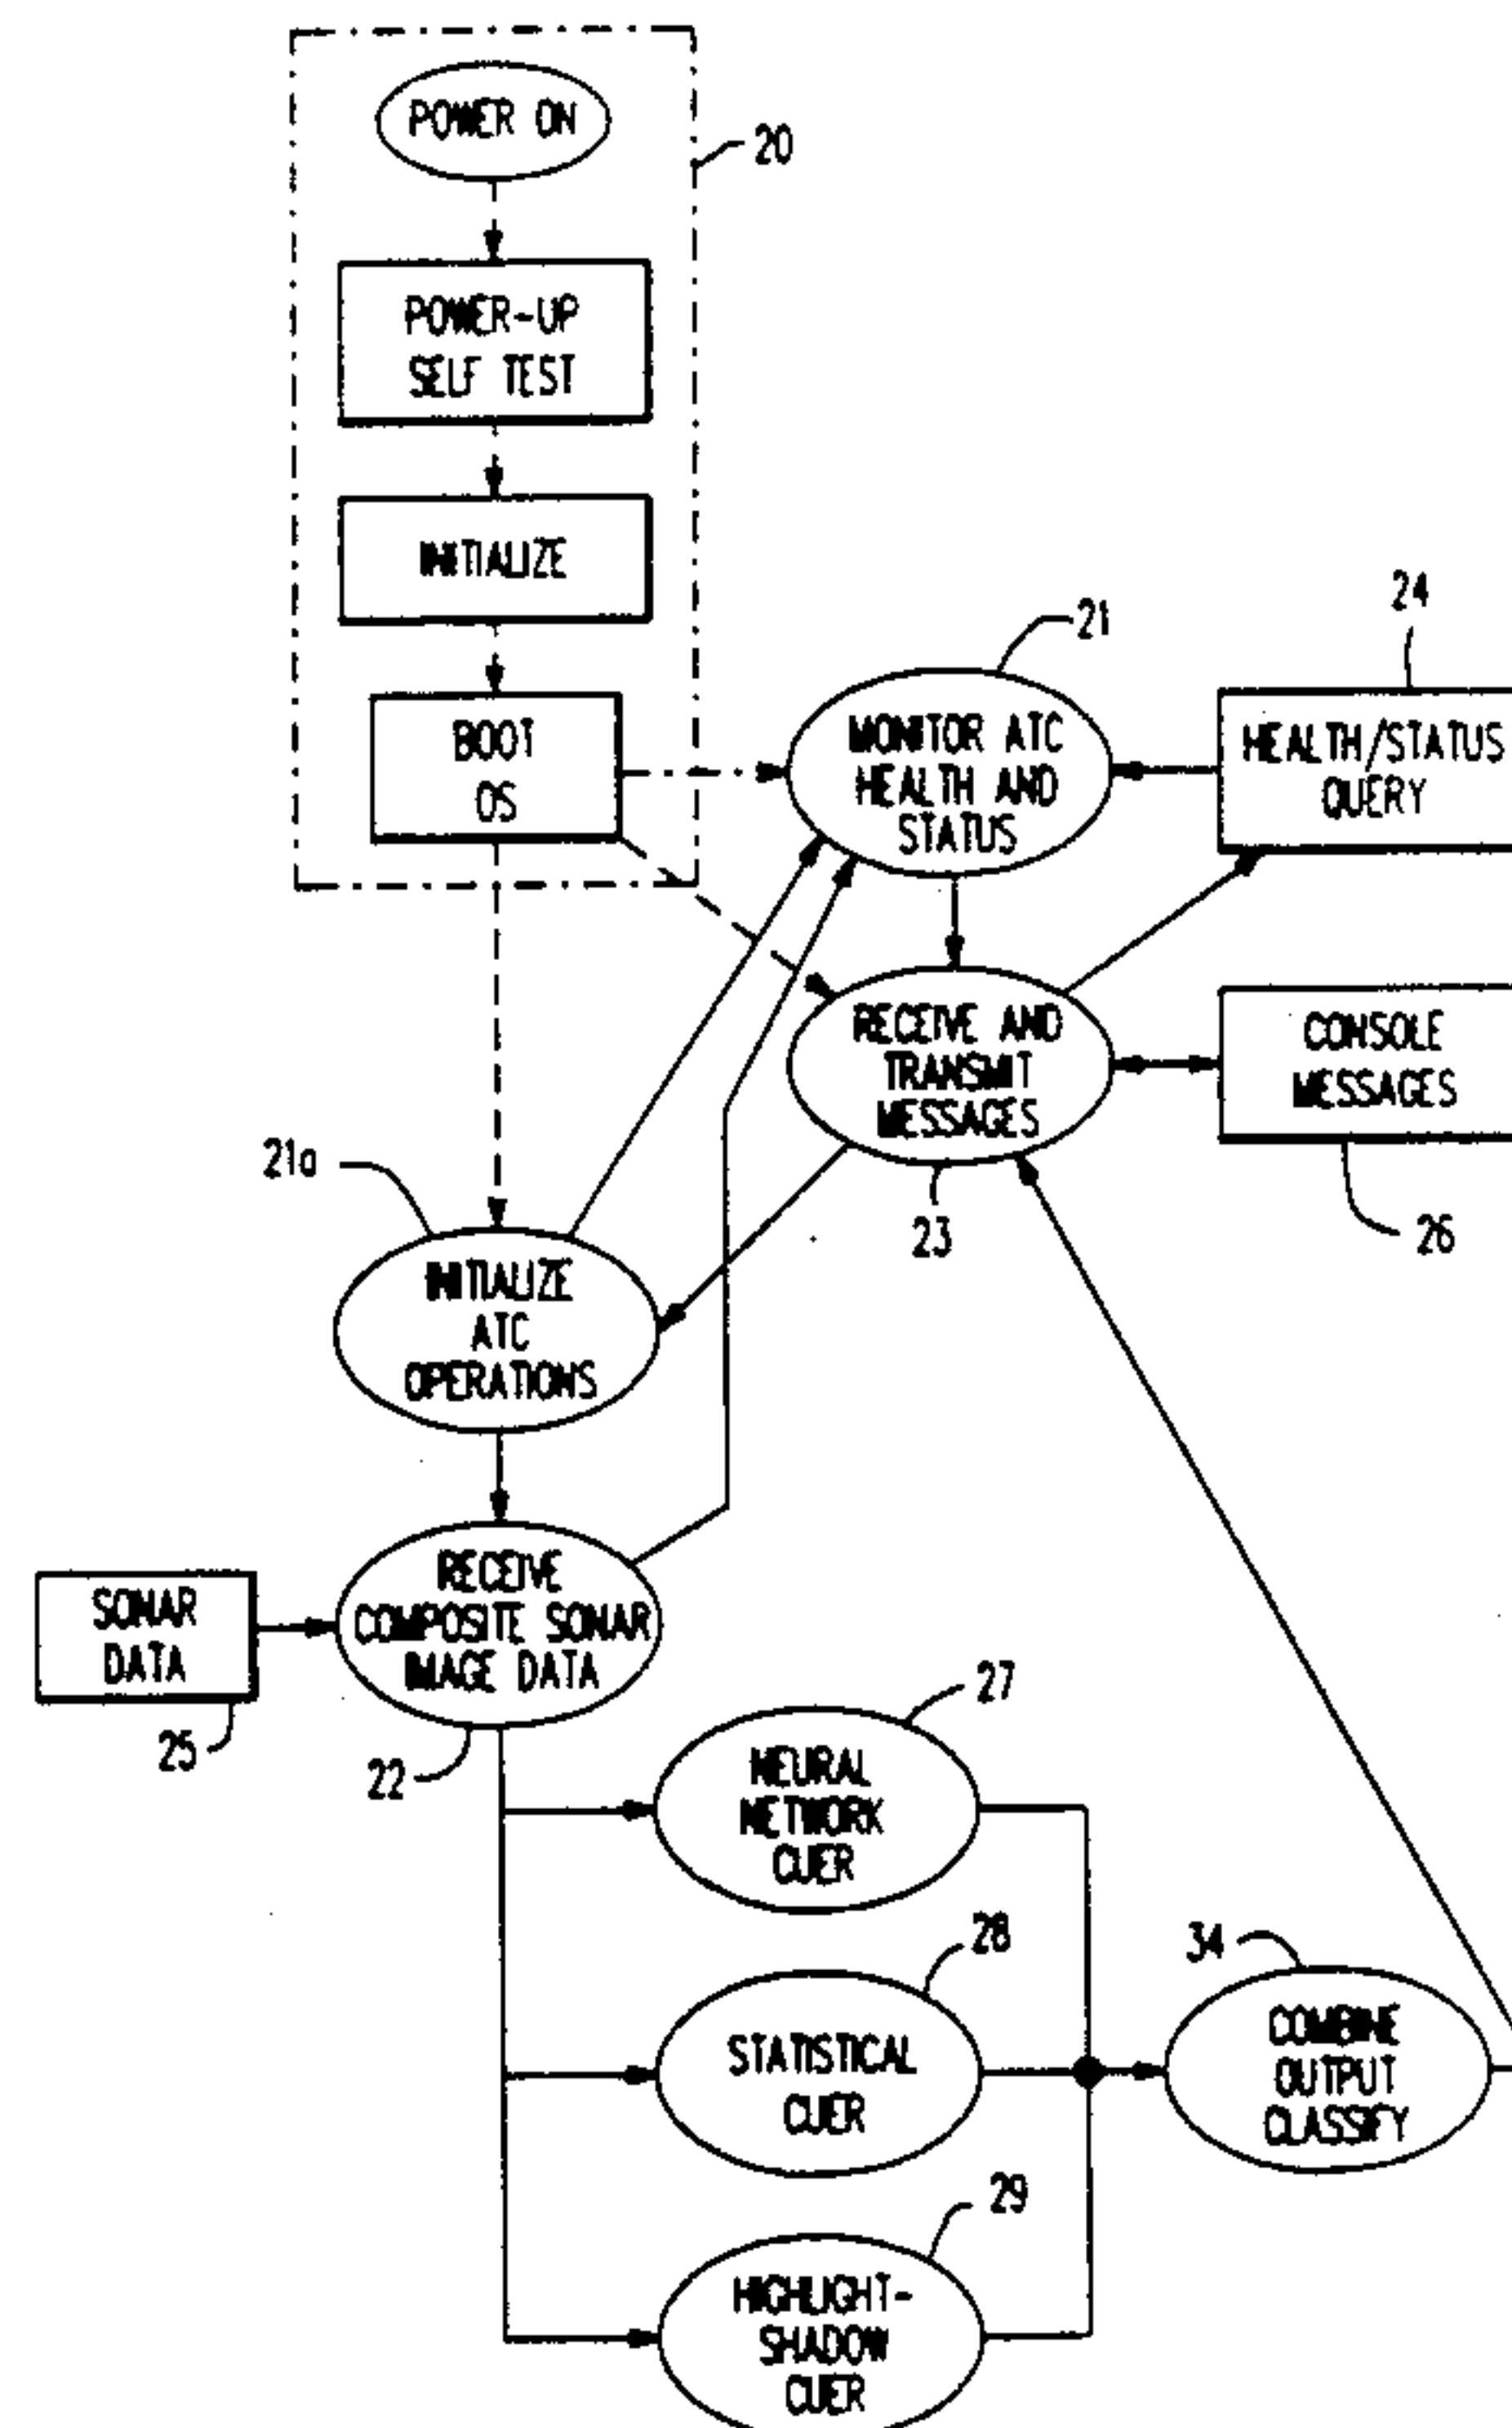 POWER ON
20
POWER-UP
SELF TEST
INITIALIZE
BOOT
OS
21
MONITOR ATC
HEALTH AND
STATUS
24
HEALTH/STATUS
QUERY
RECEIVE AND
TRANSMIT
MESSAGES
23
CONSOLE
MESSAGES
26
21a
INITIALIZE
ATC
OPERATIONS
SONAR
DATA
25
RECEIVE
COMPOSITE SONAR
IMAGE DATA
22
27
NEURAL
NETWORK
CUER
28
STATISTICAL
CUER
34
COMBINE
OUTPUT
CLASSIFY
29
HIGHLIGHT-
SHADOW
CUER